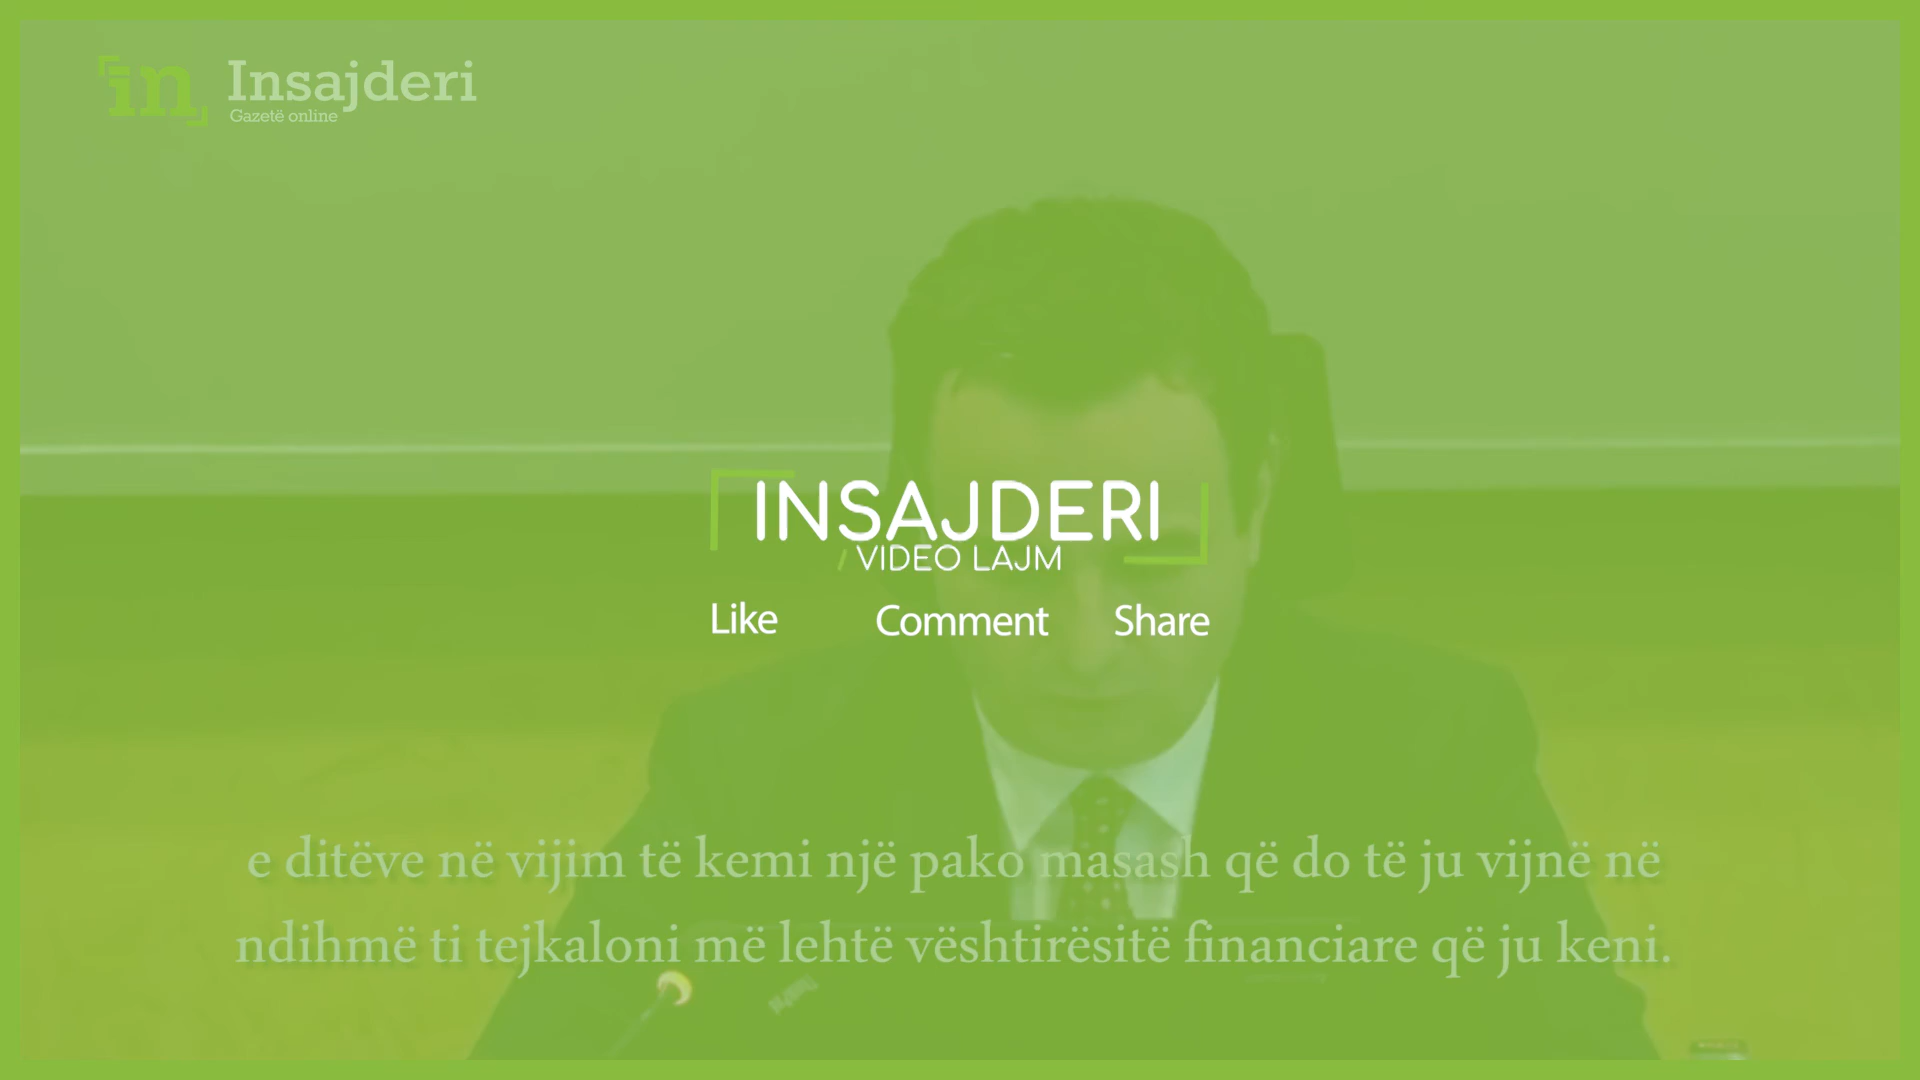 in Insajderi
Gazetë online
INSAJDERI
VIDEO LAJM
Like Comment Share
e ditëve në vijim të kemi një pako masash që do të ju vijnë në
ndihmë ti tejkaloni më lehtë vështirësitë financiare që ju keni.